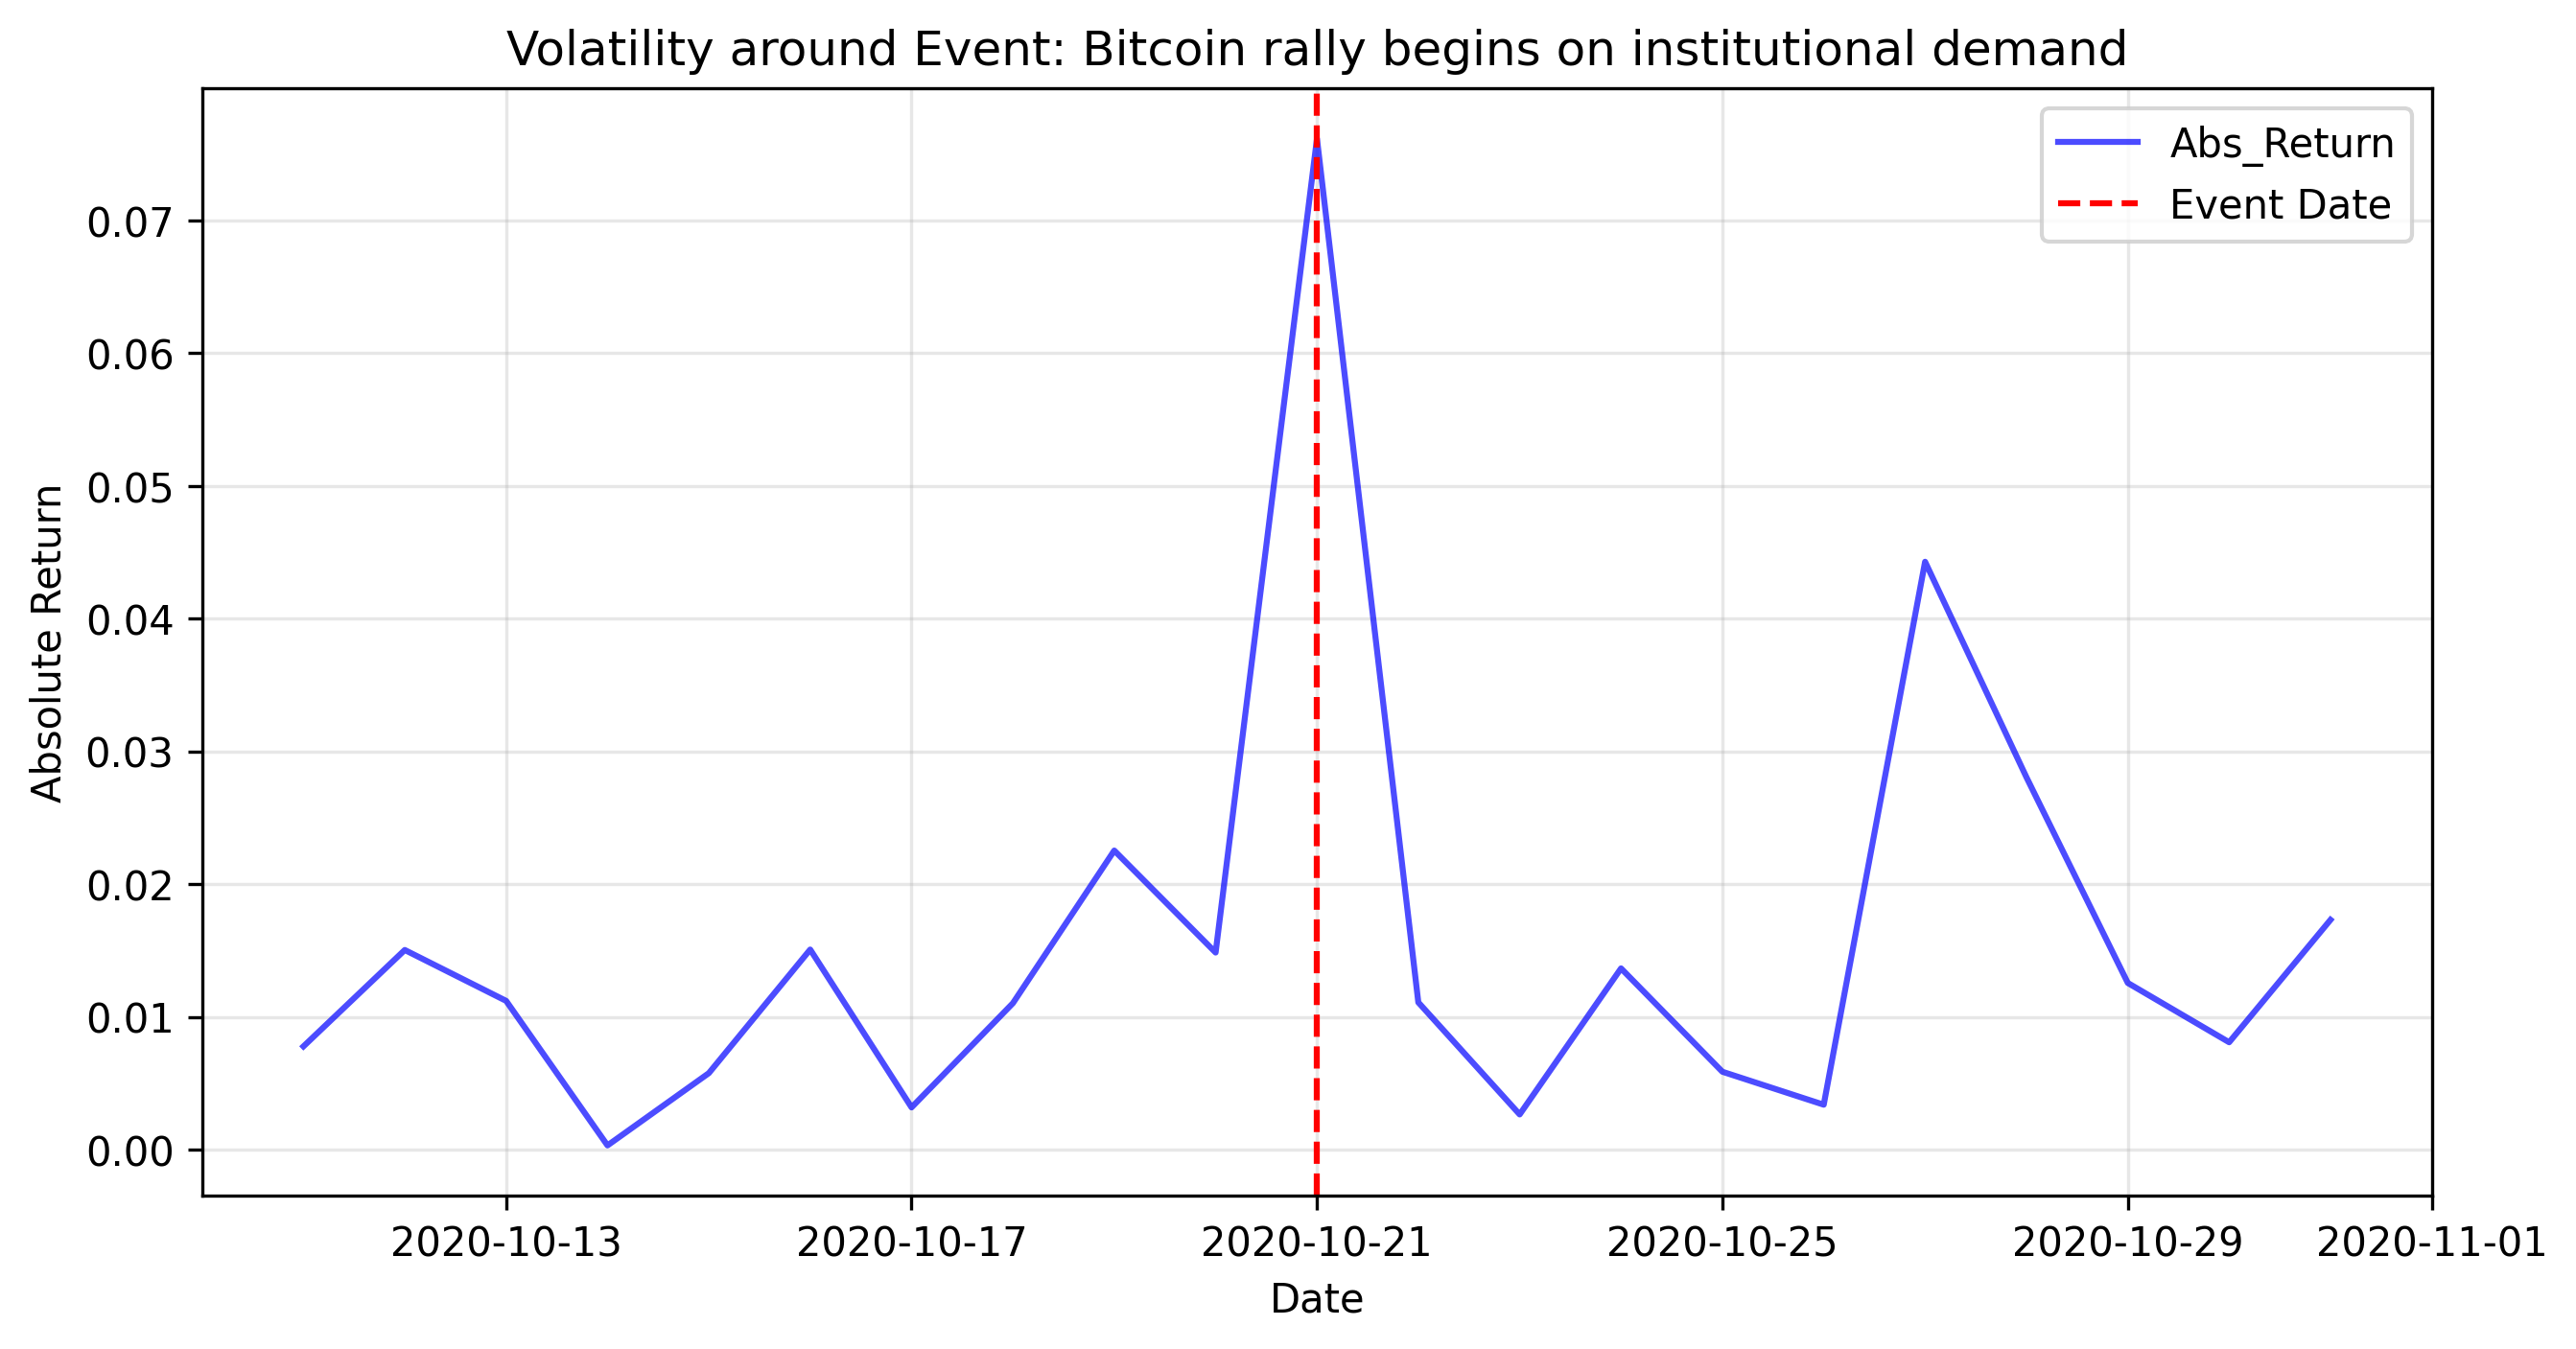 Volatility around Event: Bitcoin rally begins on institutional demand
Abs_Return
Event Date
Absolute Return
0.07
0.06
0.05
0.04
0.03
0.02
0.01
0.00
2020-10-13 2020-10-17 2020-10-21 2020-10-25 2020-10-29 2020-11-01
Date